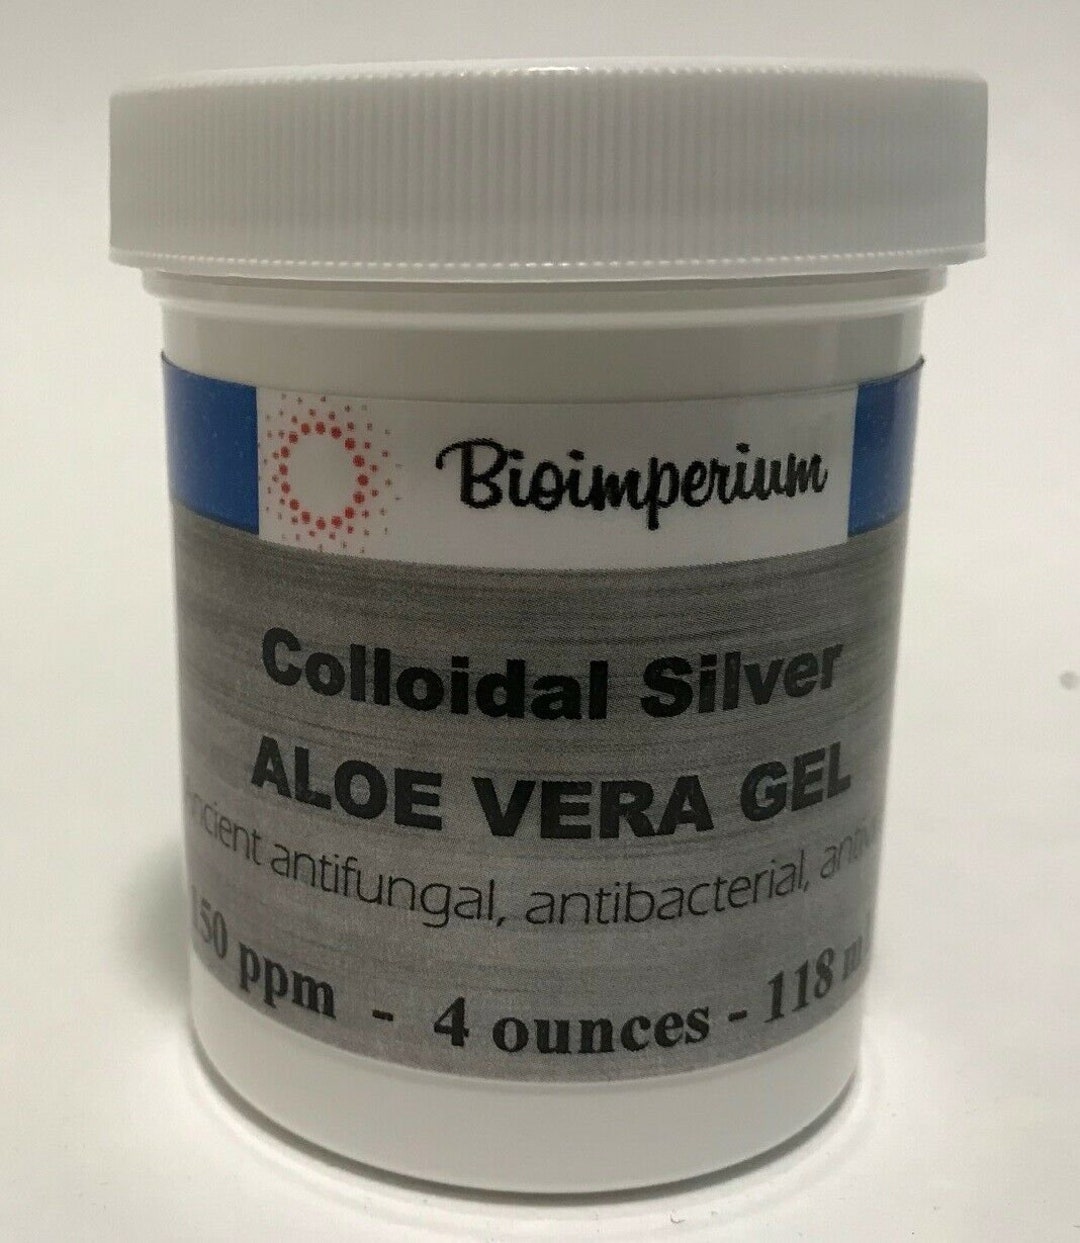 Bioimperium
Colloidal Silver
ALOE VERA GEL
antifungal, antibacterial,
150 ppm - 4 ounces - 118